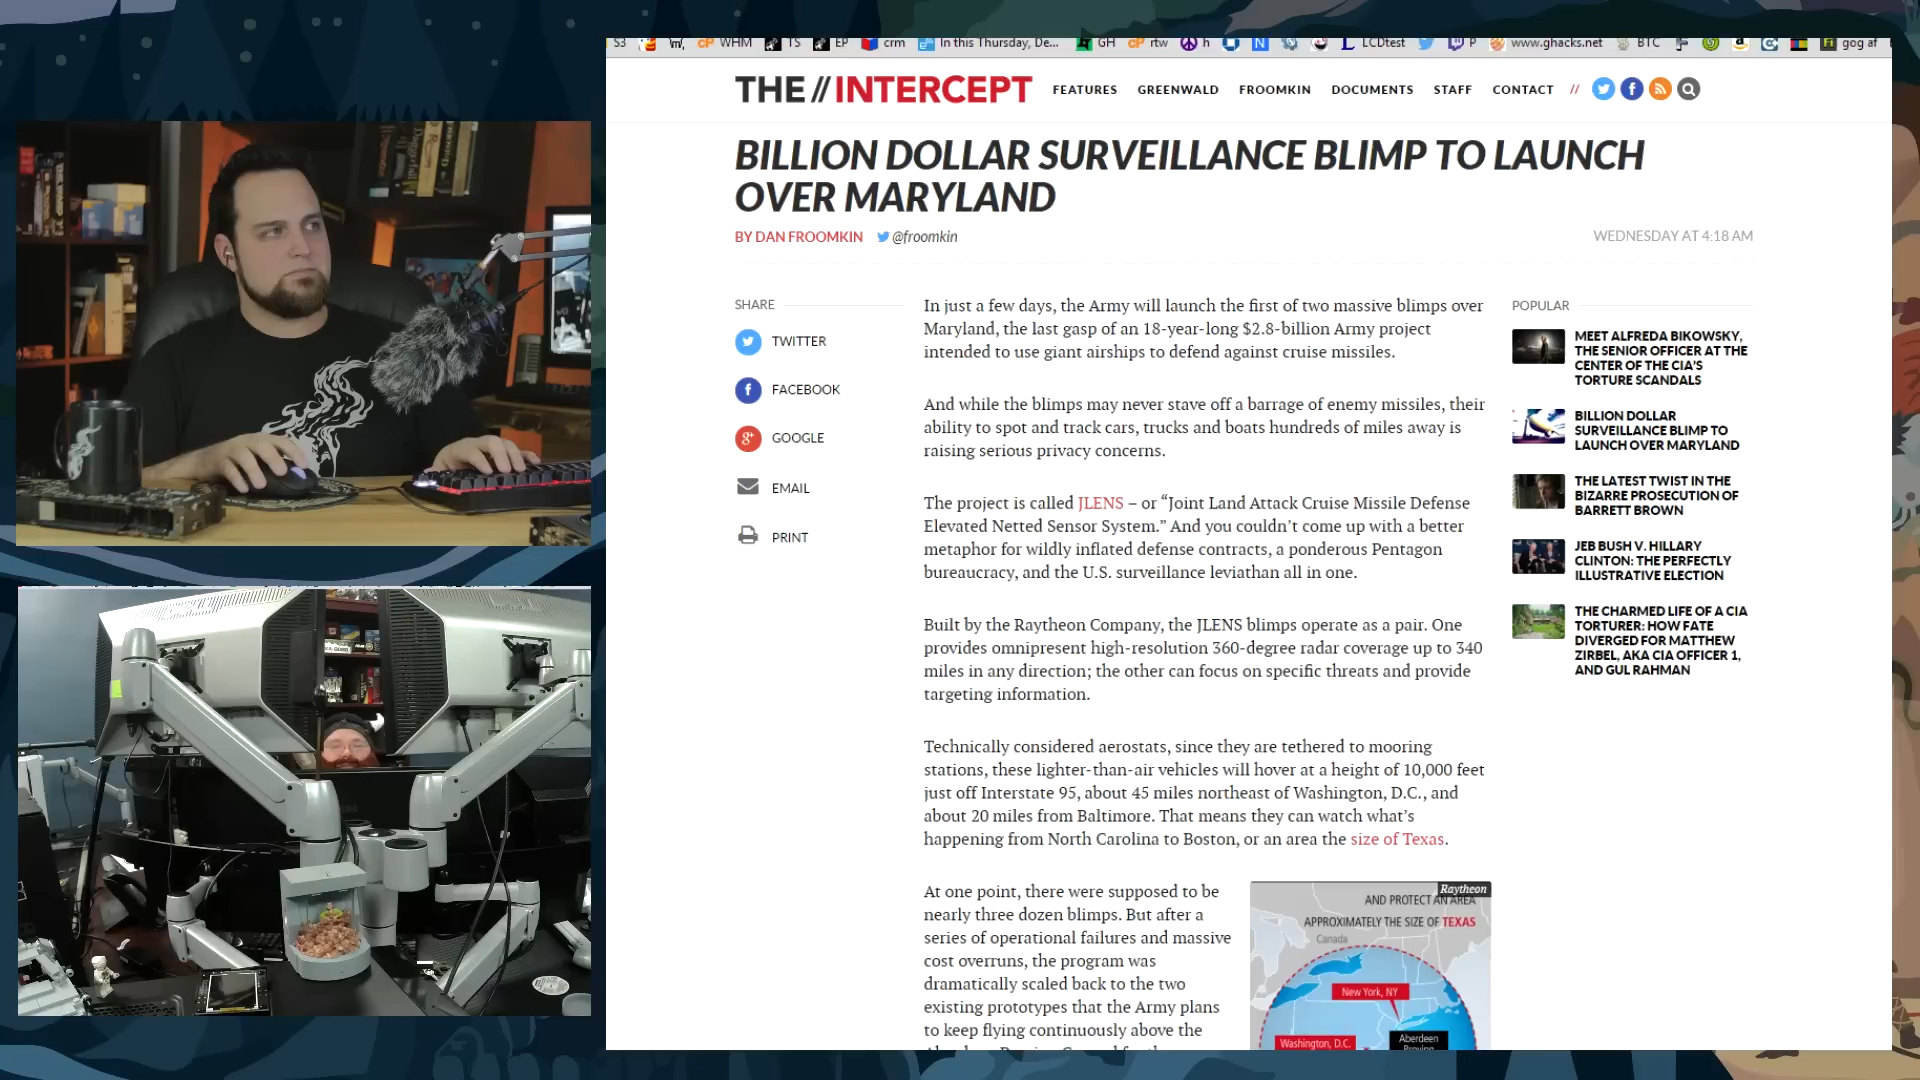 S3
WHM
TS
EP
crm
In this Thursday, De...
GH
rtw
h
LCDtest
P
www.ghacks.net
BTC
gog af
THE // INTERCEPT
FEATURES
GREENWALD
FROOMKIN
DOCUMENTS
STAFF
CONTACT
//
BILLION DOLLAR SURVEILLANCE BLIMP TO LAUNCH
OVER MARYLAND
BY DAN FROOMKIN
@froomkin
WEDNESDAY AT 4:18 AM
SHARE
TWITTER
FACEBOOK
GOOGLE
EMAIL
PRINT
In just a few days, the Army will launch the first of two massive blimps over
Maryland, the last gasp of an 18-year-long $2.8-billion Army project
intended to use giant airships to defend against cruise missiles.
And while the blimps may never stave off a barrage of enemy missiles, their
ability to spot and track cars, trucks and boats hundreds of miles away is
raising serious privacy concerns.
The project is called JLENS – or “Joint Land Attack Cruise Missile Defense
Elevated Netted Sensor System.” And you couldn’t come up with a better
metaphor for wildly inflated defense contracts, a ponderous Pentagon
bureaucracy, and the U.S. surveillance leviathan all in one.
Built by the Raytheon Company, the JLENS blimps operate as a pair. One
provides omnipresent high-resolution 360-degree radar coverage up to 340
miles in any direction; the other can focus on specific threats and provide
targeting information.
Technically considered aerostats, since they are tethered to mooring
stations, these lighter-than-air vehicles will hover at a height of 10,000 feet
just off Interstate 95, about 45 miles northeast of Washington, D.C., and
about 20 miles from Baltimore. That means they can watch what’s
happening from North Carolina to Boston, or an area the size of Texas.
At one point, there were supposed to be
nearly three dozen blimps. But after a
series of operational failures and massive
cost overruns, the program was
dramatically scaled back to the two
existing prototypes that the Army plans
to keep flying continuously above the
Raytheon
AND PROTECT AN AREA
APPROXIMATELY THE SIZE OF TEXAS
Canada
New York, NY
Washington, D.C.
Aberdeen
Proving
POPULAR
MEET ALFREDA BIKOWSKY,
THE SENIOR OFFICER AT THE
CENTER OF THE CIA’S
TORTURE SCANDALS
BILLION DOLLAR
SURVEILLANCE BLIMP TO
LAUNCH OVER MARYLAND
THE LATEST TWIST IN THE
BIZARRE PROSECUTION OF
BARRETT BROWN
JEB BUSH V. HILLARY
CLINTON: THE PERFECTLY
ILLUSTRATIVE ELECTION
THE CHARMED LIFE OF A CIA
TORTURER: HOW FATE
DIVERGED FOR MATTHEW
ZIRBEL, AKA CIA OFFICER 1,
AND GUL RAHMAN